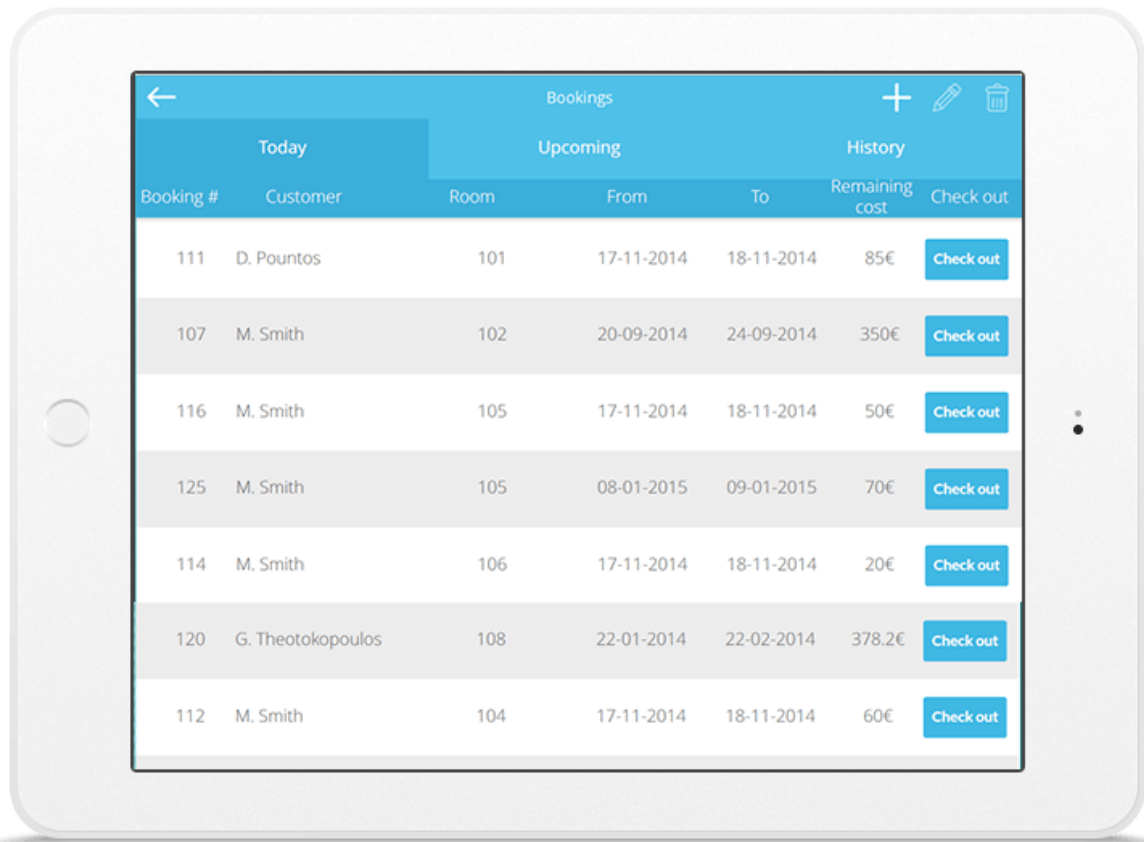 Bookings
Today Upcoming History
Booking # Customer Room From To Remaining cost Check out
111 D. Pountos 101 17-11-2014 18-11-2014 85€ Check out
107 M. Smith 102 20-09-2014 24-09-2014 350€ Check out
116 M. Smith 105 17-11-2014 18-11-2014 50€ Check out
125 M. Smith 105 08-01-2015 09-01-2015 70€ Check out
114 M. Smith 106 17-11-2014 18-11-2014 20€ Check out
120 G. Theotokopoulos 108 22-01-2014 22-02-2014 378.2€ Check out
112 M. Smith 104 17-11-2014 18-11-2014 60€ Check out